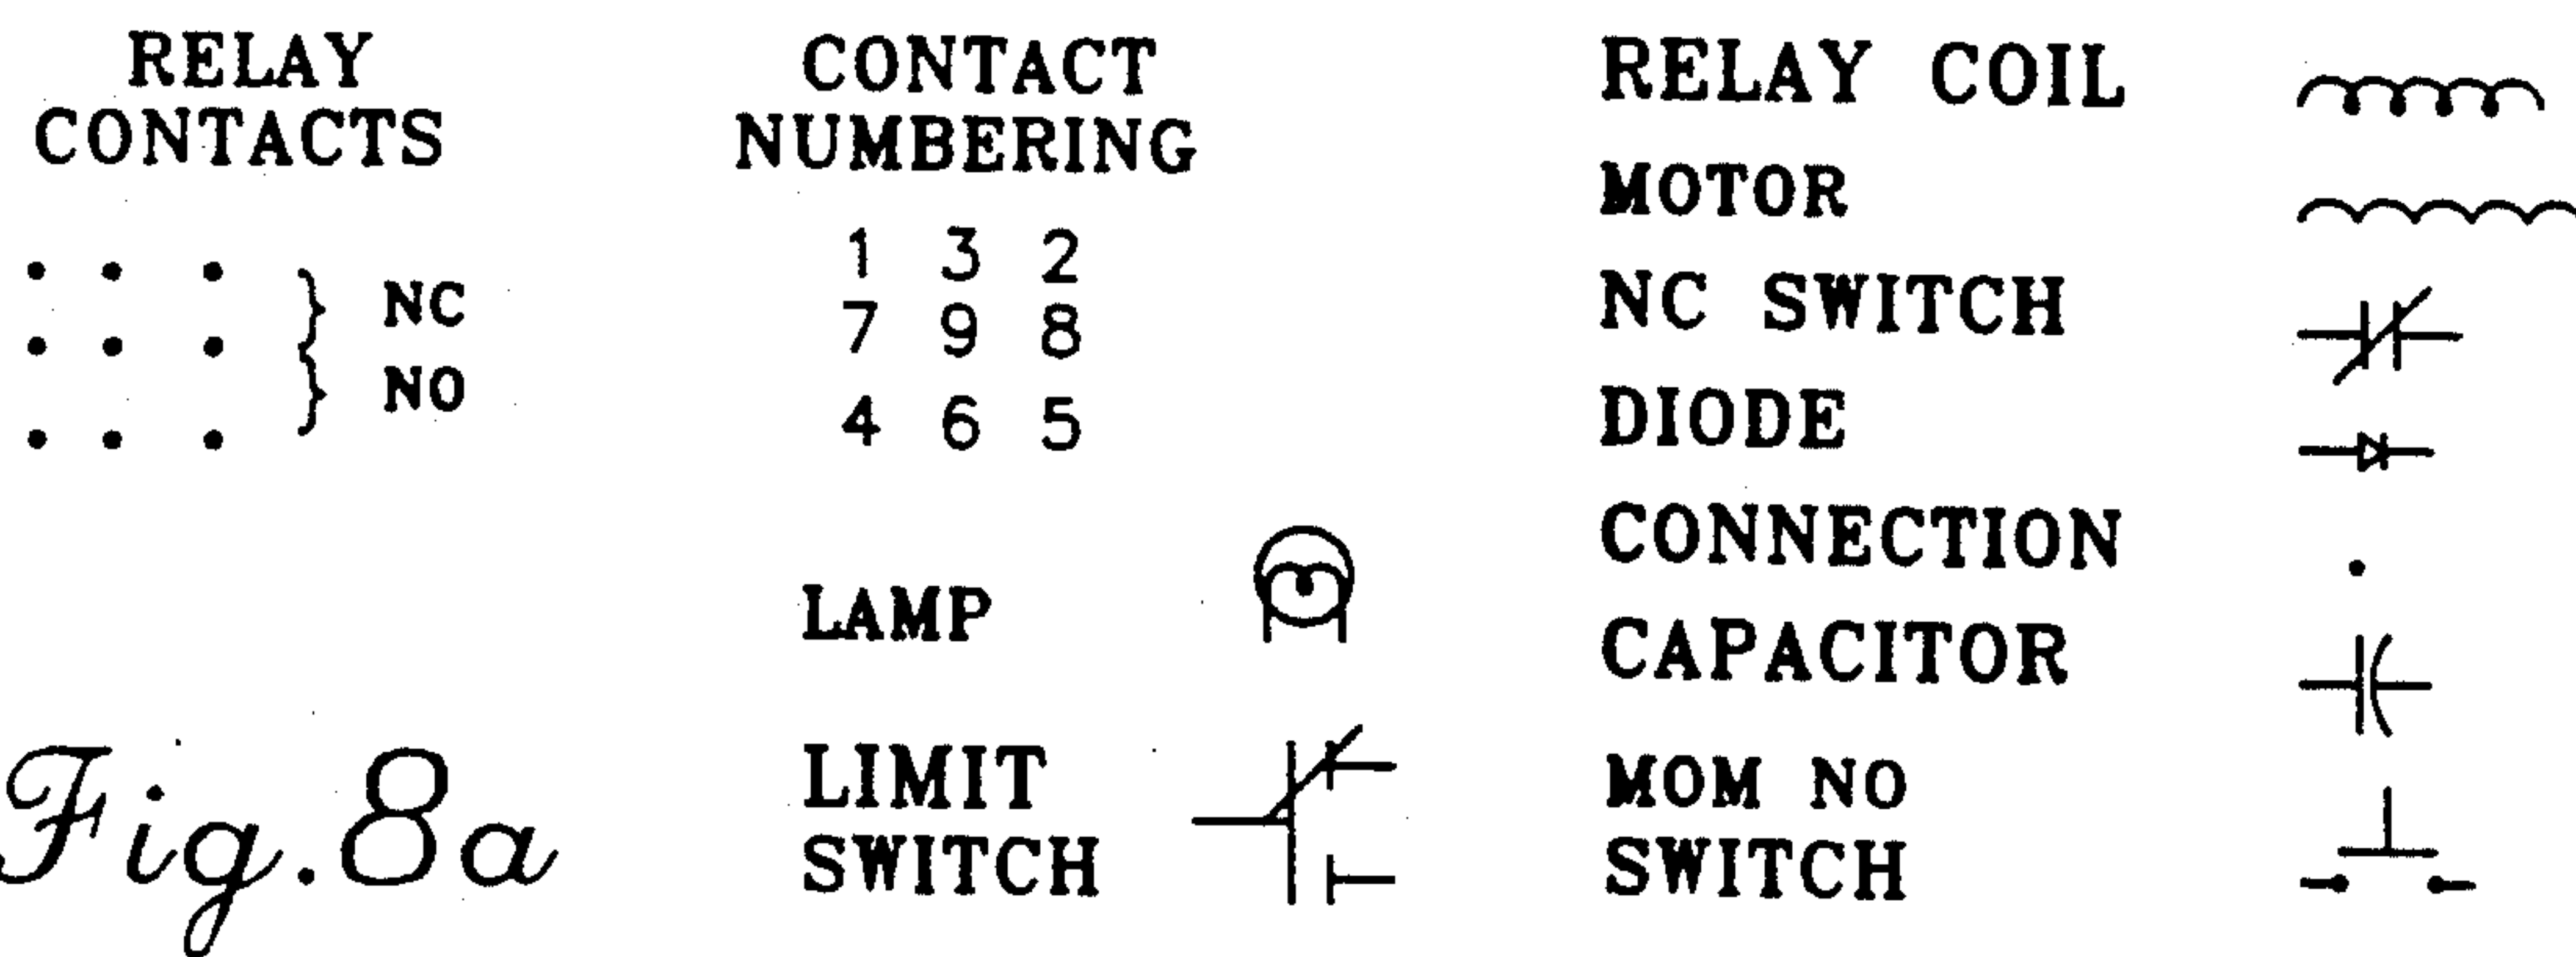 RELAY
CONTACTS
NC
NO
CONTACT
NUMBERING
1 3 2
7 9 8
4 6 5
LAMP
LIMIT
SWITCH
RELAY COIL
MOTOR
NC SWITCH
DIODE
CONNECTION
CAPACITOR
MOM NO
SWITCH
Fig.8a